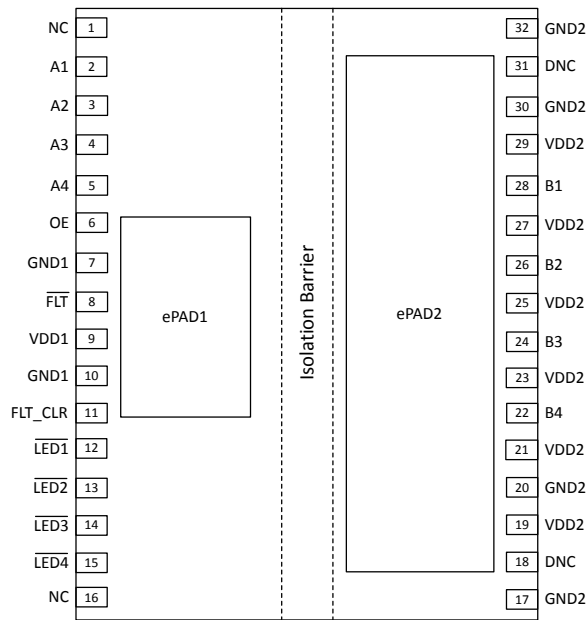 NC 1
A1 2
A2 3
A3 4
A4 5
OE 6
GND1 7
FLT 8
VDD1 9
GND1 10
FLT_CLR 11
LED1 12
LED2 13
LED3 14
LED4 15
NC 16
ePAD1
Isolation Barrier
ePAD2
32 GND2
31 DNC
30 GND2
29 VDD2
28 B1
27 VDD2
26 B2
25 VDD2
24 B3
23 VDD2
22 B4
21 VDD2
20 GND2
19 VDD2
18 DNC
17 GND2